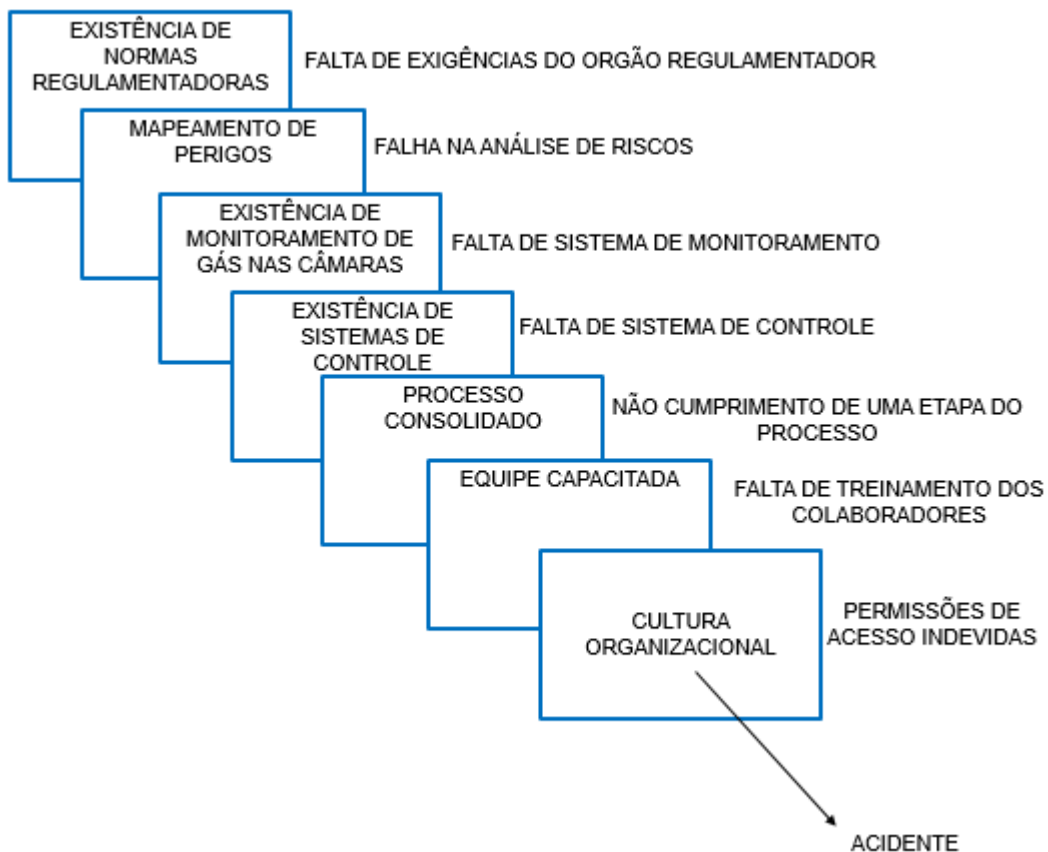 EXISTÊNCIA DE
NORMAS
REGULAMENTADORAS
FALTA DE EXIGÊNCIAS DO ORGÃO REGULAMENTADOR
MAPEAMENTO DE
PERIGOS
FALHA NA ANÁLISE DE RISCOS
EXISTÊNCIA DE
MONITORAMENTO DE
GÁS NAS CÂMARAS
FALTA DE SISTEMA DE MONITORAMENTO
EXISTÊNCIA DE
SISTEMAS DE
CONTROLE
FALTA DE SISTEMA DE CONTROLE
PROCESSO
CONSOLIDADO
NÃO CUMPRIMENTO DE UMA ETAPA DO
PROCESSO
EQUIPE CAPACITADA
FALTA DE TREINAMENTO DOS
COLABORADORES
CULTURA
ORGANIZACIONAL
PERMISSÕES DE
ACESSO INDEVIDAS
ACIDENTE